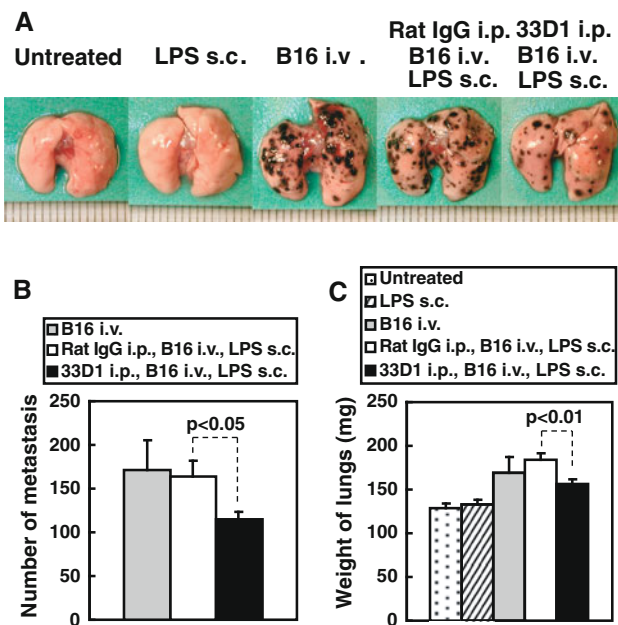 A
Untreated
LPS s.c.
B16 i.v .
Rat IgG i.p.
B16 i.v.
LPS s.c.
33D1 i.p.
B16 i.v.
LPS s.c.
B
B16 i.v.
Rat IgG i.p., B16 i.v., LPS s.c.
33D1 i.p., B16 i.v., LPS s.c.
Number of metastasis
250
200
150
100
50
0
p<0.05
C
Untreated
LPS s.c.
B16 i.v.
Rat IgG i.p., B16 i.v., LPS s.c.
33D1 i.p., B16 i.v., LPS s.c.
Weight of lungs (mg)
250
200
150
100
50
0
p<0.01